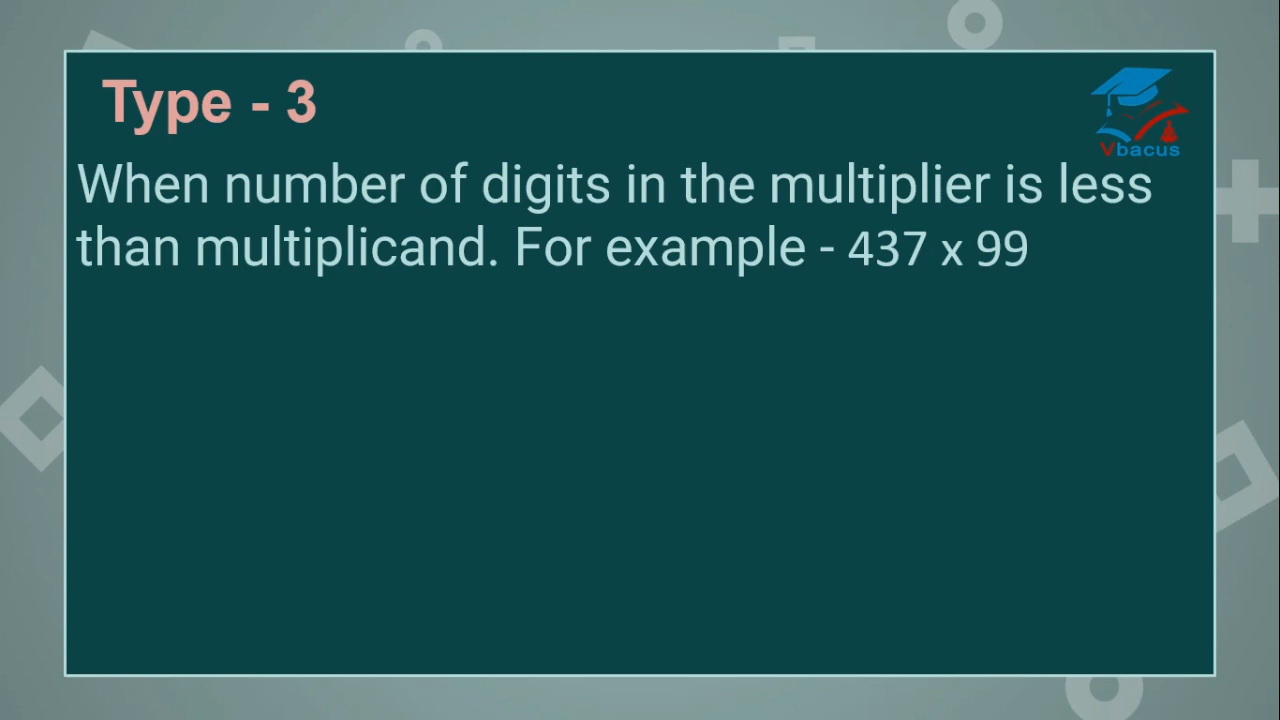 Type - 3
Vbacus
When number of digits in the multiplier is less
than multiplicand. For example - 437 x 99